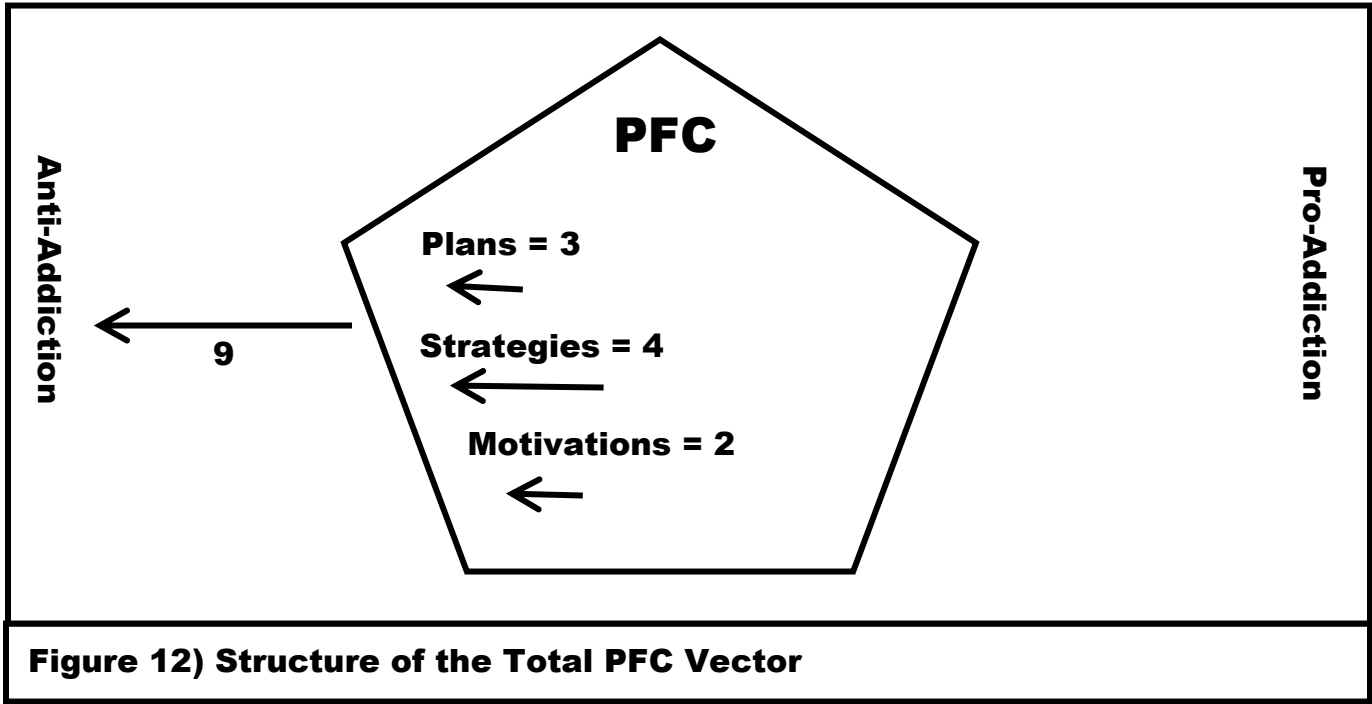 PFC
Anti-Addiction
Pro-Addiction
Plans = 3
9
Strategies = 4
Motivations = 2
Figure 12) Structure of the Total PFC Vector